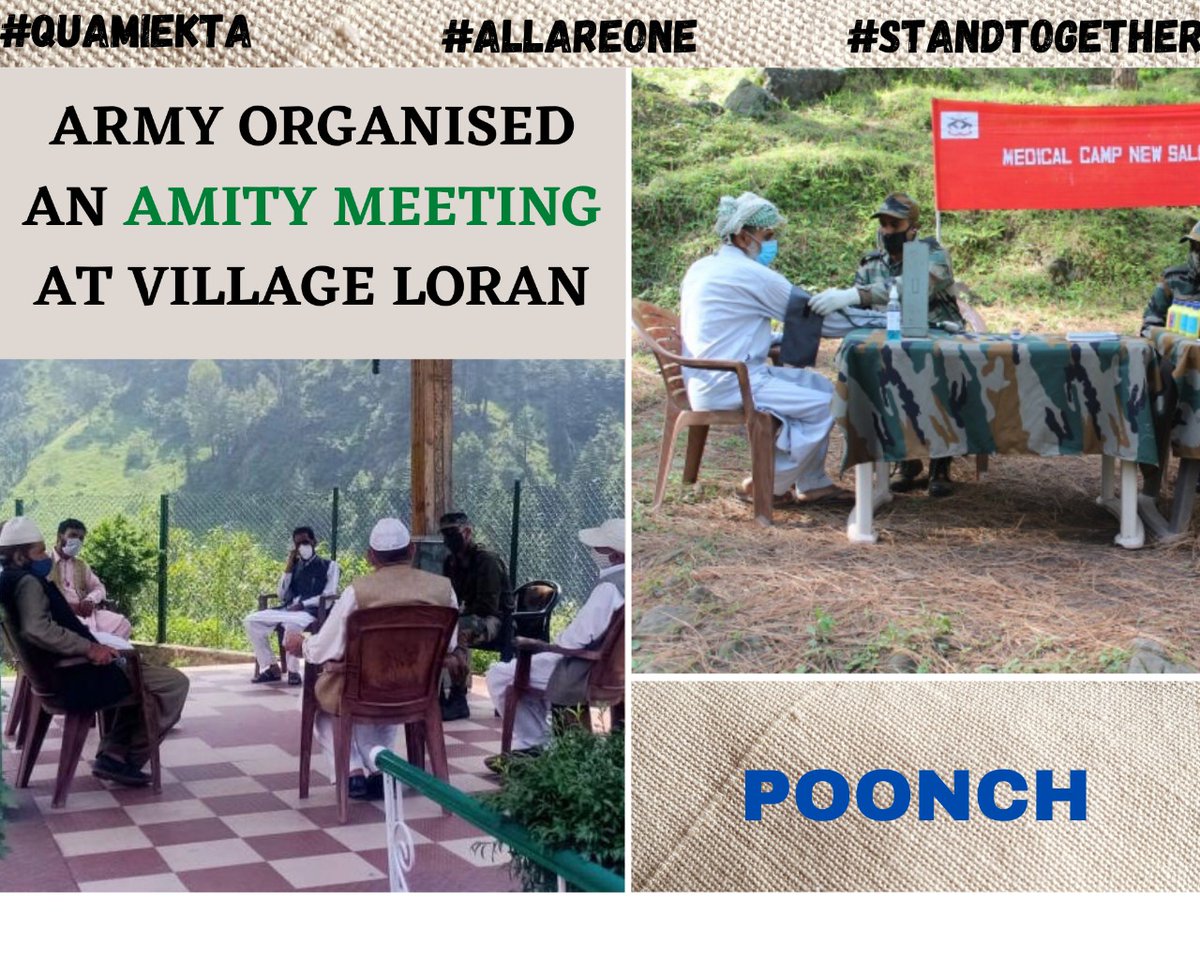 #QUAMIEKTA #ALLAREONE #STANDTOGETHER
ARMY ORGANISED
AN AMITY MEETING
AT VILLAGE LORAN
MEDICAL CAMP NEW
POONCH